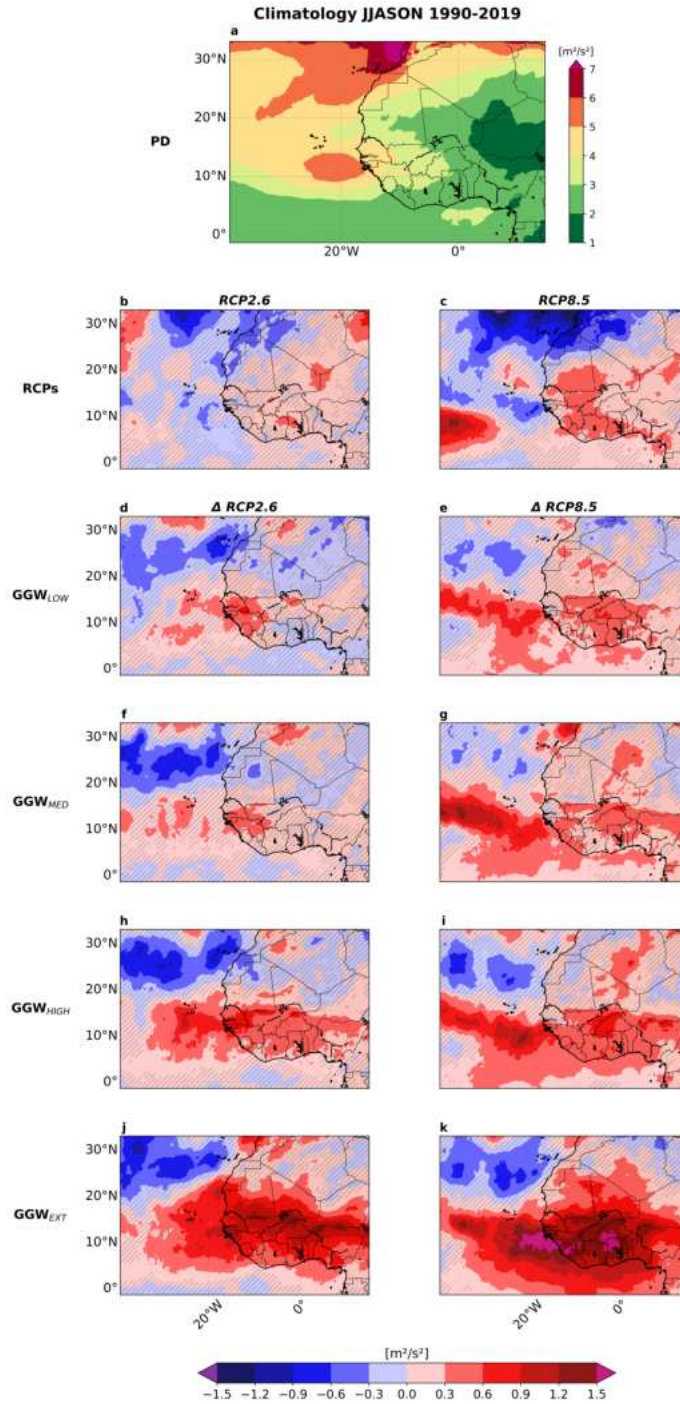 Climatology JJASON 1990-2019
a
[m²/s²]
30°N
20°N
10°N
0°
PD
7
6
5
4
3
2
1
20°W 0°
b RCP2.6 c RCP8.5
30°N
20°N
10°N
0°
RCPs
d Δ RCP2.6 e Δ RCP8.5
30°N
20°N
10°N
0°
GGW_LOW
f g
30°N
20°N
10°N
0°
GGW_MED
h i
30°N
20°N
10°N
0°
GGW_HIGH
j k
30°N
20°N
10°N
0°
GGW_EXT
20°W 0° 20°W 0°
[m²/s²]
−1.5 −1.2 −0.9 −0.6 −0.3 0.0 0.3 0.6 0.9 1.2 1.5